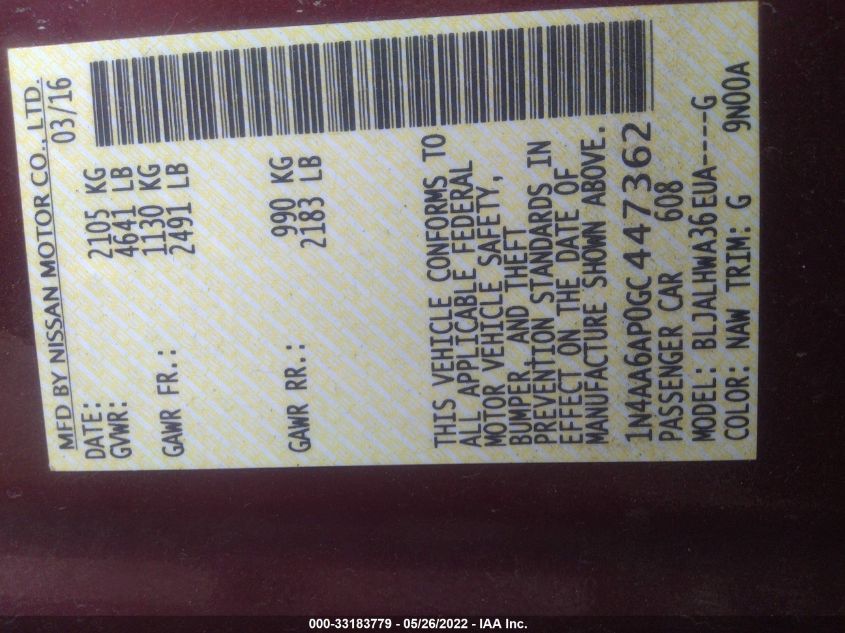 MFD BY NISSAN MOTOR CO., LTD.
DATE: 03/16
GVWR: 2105 KG
4641 LB
GAWR FR.: 1130 KG
2491 LB
GAWR RR.: 990 KG
2183 LB
THIS VEHICLE CONFORMS TO
ALL APPLICABLE FEDERAL
MOTOR VEHICLE SAFETY,
BUMPER, AND THEFT
PREVENTION STANDARDS IN
EFFECT ON THE DATE OF
MANUFACTURE SHOWN ABOVE.
1N4AA6AP0GC447362
PASSENGER CAR 608
MODEL: BLJALHWA36EUA----G
COLOR: NAW TRIM: G 9N00A
000-33183779 - 05/26/2022 - IAA Inc.